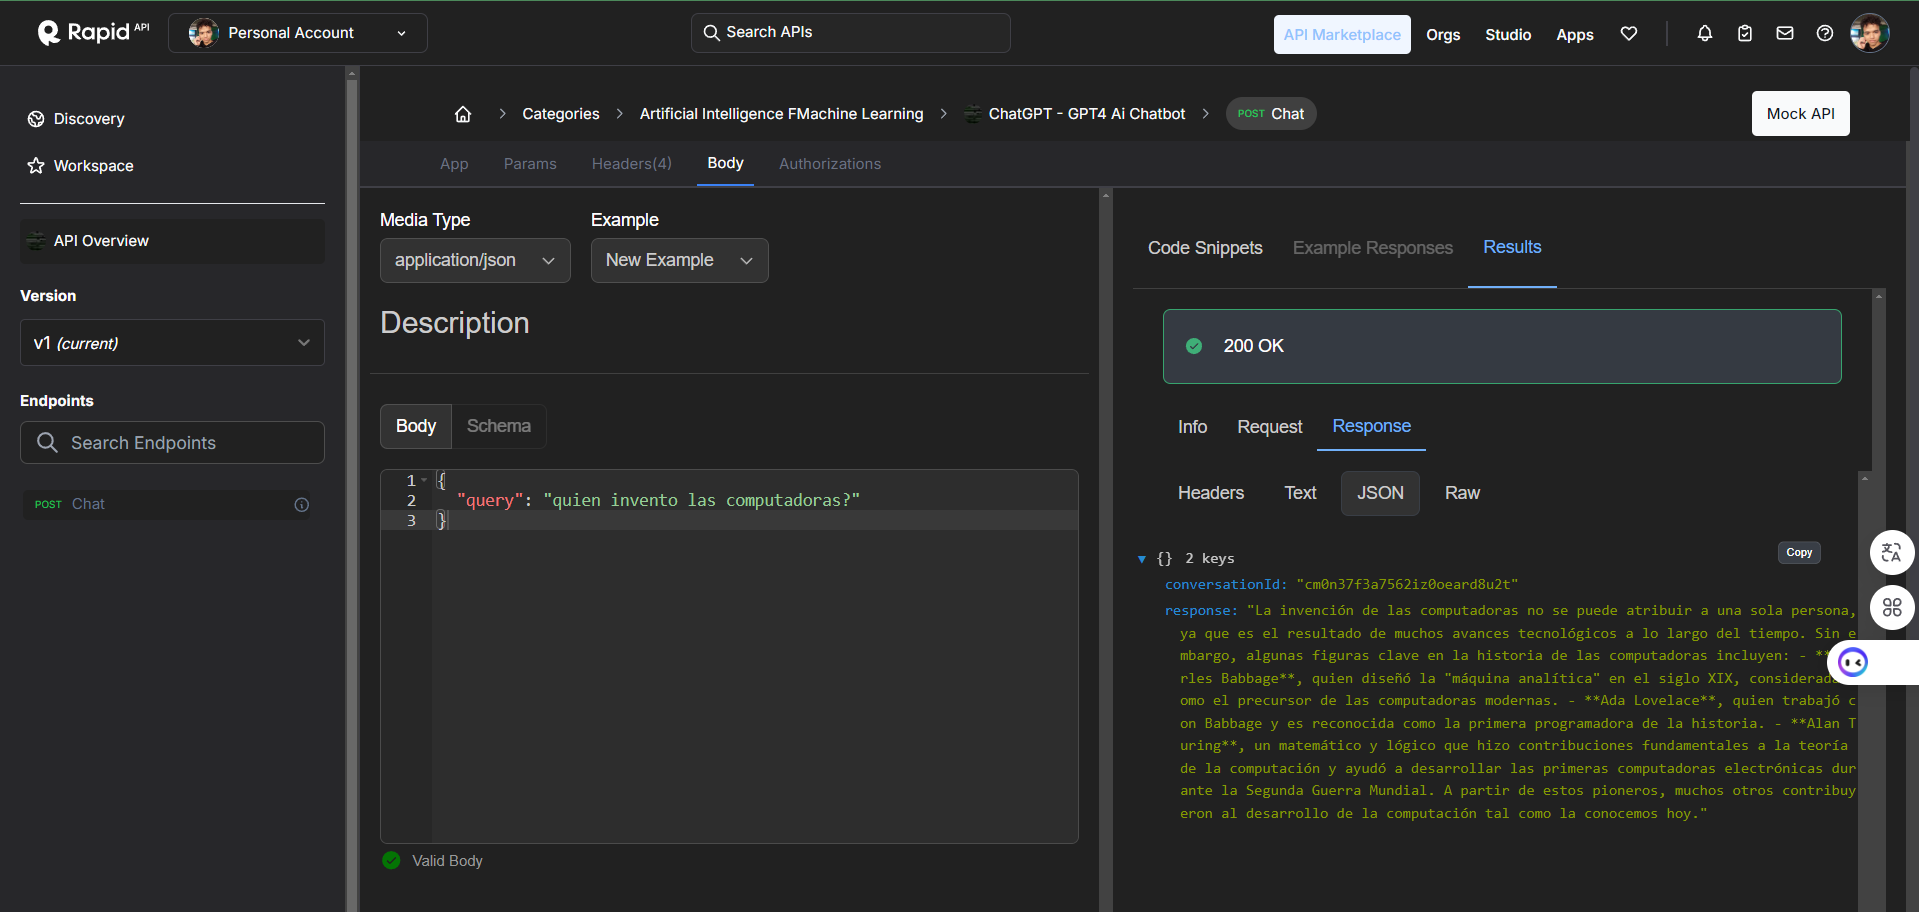 Rapid API
Personal Account
Search APIs
API Marketplace
Orgs
Studio
Apps
Discovery
Workspace
API Overview
Version
v1 (current)
Endpoints
Search Endpoints
POST Chat
Categories
Artificial Intelligence FMachine Learning
ChatGPT - GPT4 Ai Chatbot
POST Chat
Mock API
App
Params
Headers(4)
Body
Authorizations
Media Type
Example
application/json
New Example
Description
Body
Schema
1 {
2 "query": "quien invento las computadoras?"
3 }
Valid Body
Code Snippets
Example Responses
Results
200 OK
Info
Request
Response
Headers
Text
JSON
Raw
{} 2 keys
Copy
conversationId: "cm0n37f3a7562iz0oeard8u2t"
response: "La invención de las computadoras no se puede atribuir a una sola persona,
ya que es el resultado de muchos avances tecnológicos a lo largo del tiempo. Sin e
mbargo, algunas figuras clave en la historia de las computadoras incluyen: - **
rles Babbage**, quien diseñó la "máquina analítica" en el siglo XIX, considerad
omo el precursor de las computadoras modernas. - **Ada Lovelace**, quien trabajó c
on Babbage y es reconocida como la primera programadora de la historia. - **Alan T
uring**, un matemático y lógico que hizo contribuciones fundamentales a la teoría
de la computación y ayudó a desarrollar las primeras computadoras electrónicas dur
ante la Segunda Guerra Mundial. A partir de estos pioneros, muchos otros contribuy
eron al desarrollo de la computación tal como la conocemos hoy."